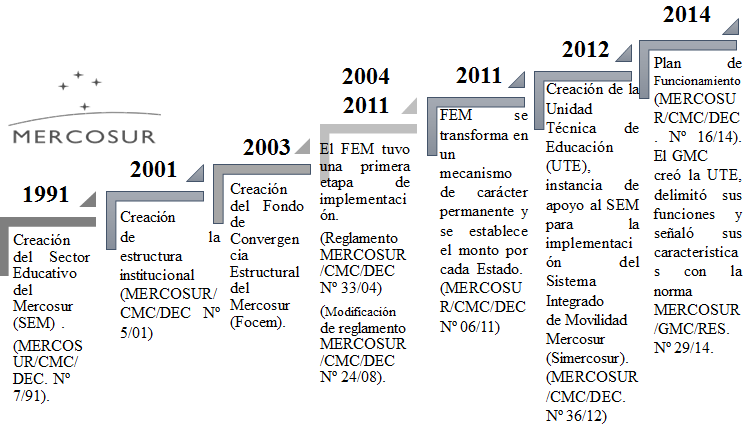 MERCOSUR
1991
Creación
del Sector
Educativo
del
Mercosur
(SEM) .
(MERCOS
UR/CMC/
DEC. Nº
7/91).
2001
Creación
de la
estructura
institucional
(MERCOSUR/
CMC/DEC Nº
5/01)
2003
Creación
del Fondo
de
Convergen
cia
Estructural
del
Mercosur
(Focem).
2004
2011
El FEM tuvo
una primera
etapa de
implementaci
ón.
(Reglamento
MERCOSUR
/CMC/DEC
Nº 33/04)
(Modificación
de reglamento
MERCOSUR
/CMC/DEC
Nº 24/08).
2011
FEM se
transforma en
un
mecanismo
de carácter
permanente y
se establece
el monto por
cada Estado.
(MERCOSU
R/CMC/DEC
Nº 06/11)
2012
Creación de la
Unidad
Técnica de
Educación
(UTE),
instancia de
apoyo al SEM
para la
implementaci
ón del
Sistema
Integrado
de Movilidad
Mercosur
(Simercosur).
(MERCOSUR
/CMC/DEC.
Nº 36/12)
2014
Plan de
Funcionamiento
(MERCOSU
R/CMC/DEC
. Nº 16/14).
El GMC
creó la UTE,
delimitó sus
funciones y
señaló sus
característica
s con la
norma
MERCOSUR
/GMC/RES.
Nº 29/14.